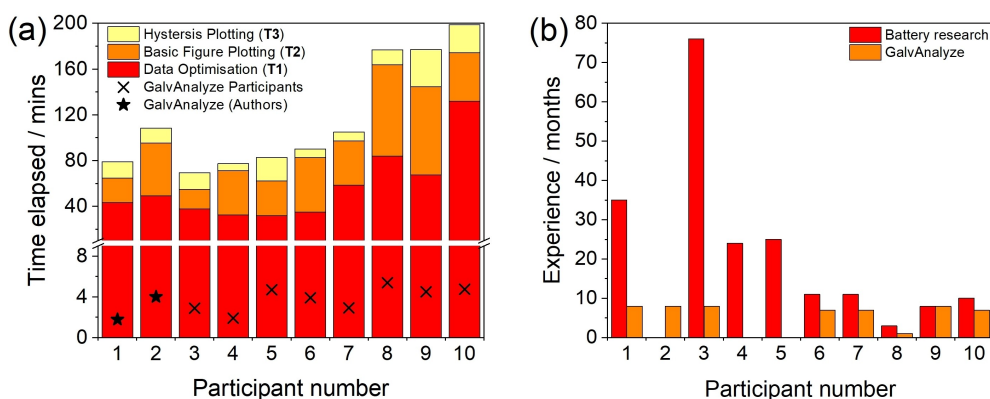 (a)
Hystersis Plotting (T3)
Basic Figure Plotting (T2)
Data Optimisation (T1)
GalvAnalyze Participants
GalvAnalyze (Authors)
Time elapsed / mins
200
160
120
80
40
8
4
0
1 2 3 4 5 6 7 8 9 10
Participant number
(b)
Battery research
GalvAnalyze
Experience / months
80
70
60
50
40
30
20
10
0
1 2 3 4 5 6 7 8 9 10
Participant number